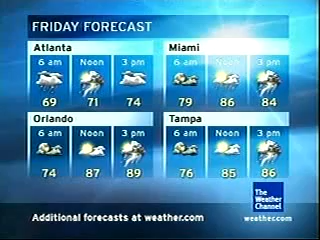 FRIDAY FORECAST
Atlanta
6 am Noon 3 pm
69 71 74
Miami
6 am Noon 3 pm
79 86 84
Orlando
6 am Noon 3 pm
74 87 89
Tampa
6 am Noon 3 pm
76 85 86
The
Weather
Channel
Additional forecasts at weather.com
weather.com